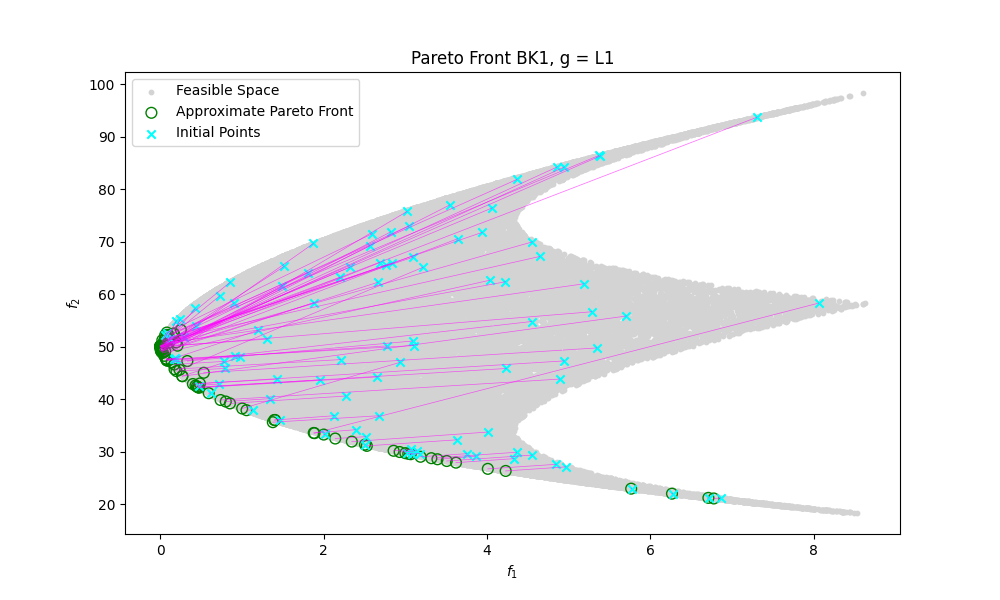 Pareto Front BK1, g = L1
Feasible Space
Approximate Pareto Front
Initial Points
100
90
80
70
60
50
40
30
20
f₂
0 2 4 6 8
f₁